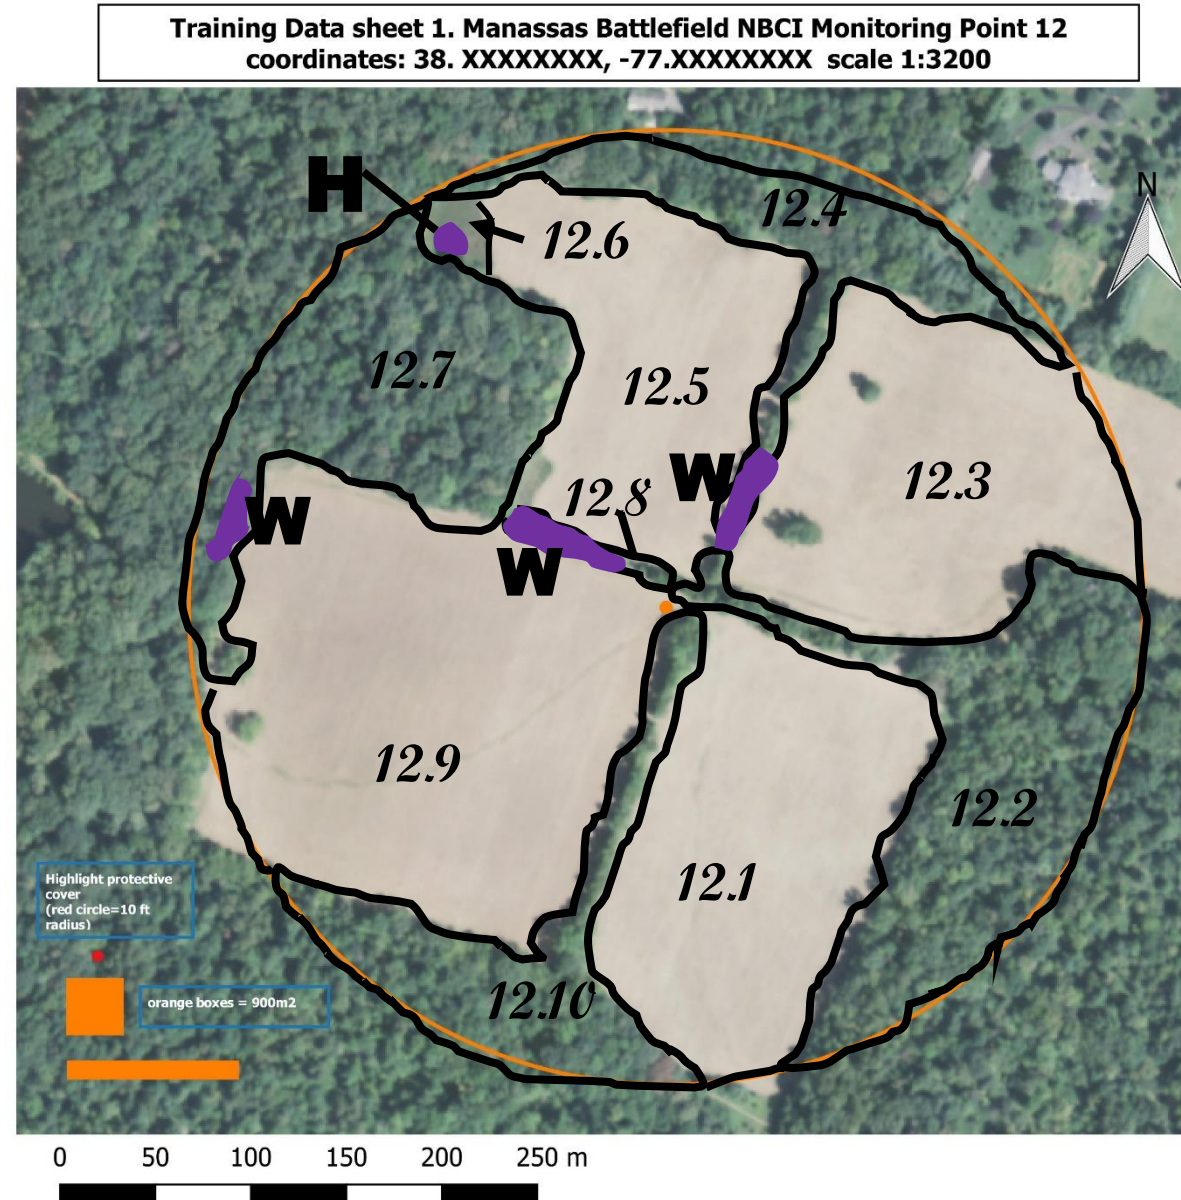 Training Data sheet 1. Manassas Battlefield NBCI Monitoring Point 12
coordinates: 38. XXXXXXXX, -77.XXXXXXXX  scale 1:3200
H
N
12.4
12.6
12.7
12.5
W
12.3
12.8
W
W
12.9
12.2
12.1
Highlight protective
cover
(red circle=10 ft
radius)
12.10
orange boxes = 900m2
0 50 100 150 200 250 m